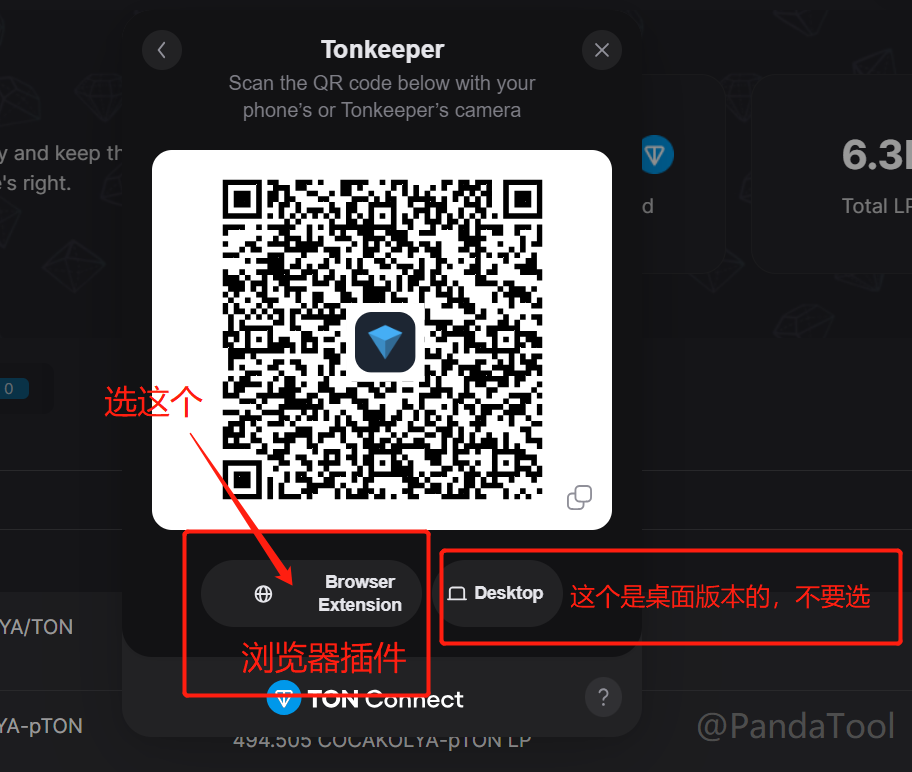 Tonkeeper
Scan the QR code below with your
phone's or Tonkeeper's camera
y and keep th
's right.
6.3
d
Total LP
0
选这个
Browser
Extension
Desktop
这个是桌面版本的，不要选
YA/TON
浏览器插件
TON Connect
?
YA-pTON
@PandaTool
494.505 COCAKOLYA-pTON LP